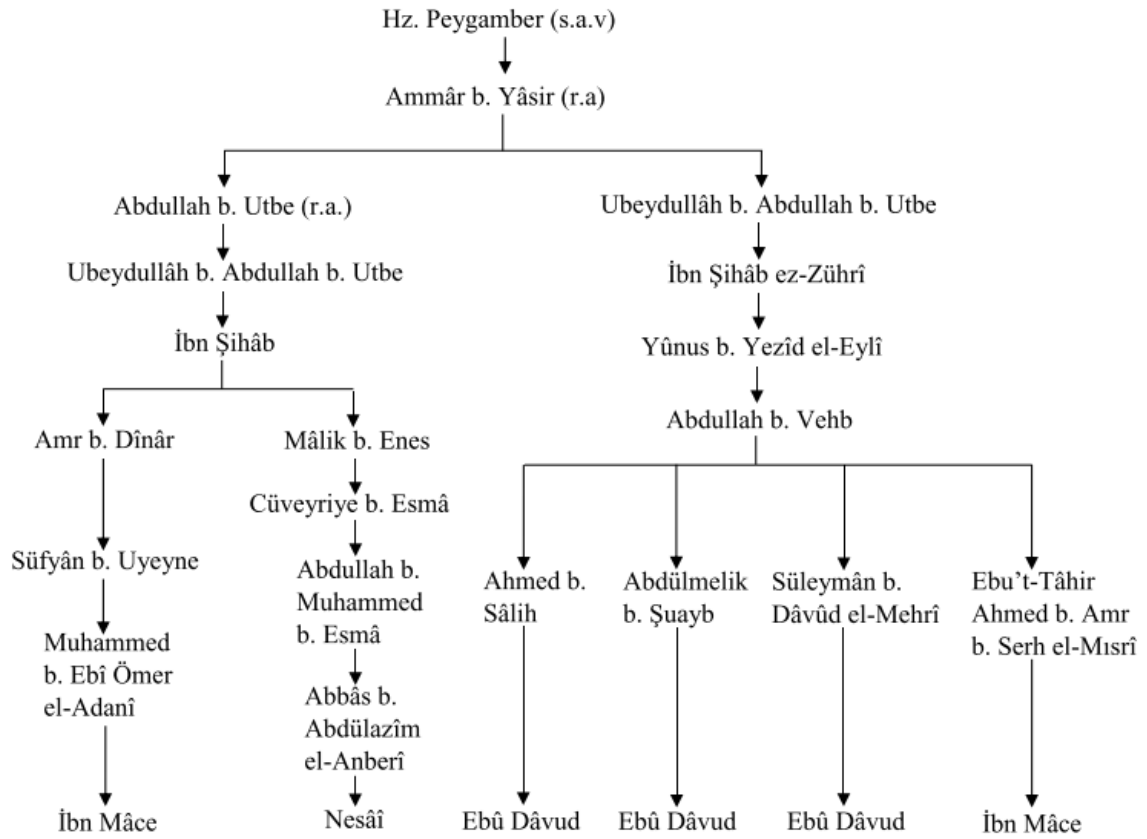 Hz. Peygamber (s.a.v)
Ammâr b. Yâsir (r.a)
Abdullah b. Utbe (r.a.)
Ubeydullâh b. Abdullah b. Utbe
İbn Şihâb
Amr b. Dînâr
Süfyân b. Uyeyne
Muhammed
b. Ebî Ömer
el-Adanî
İbn Mâce
Mâlik b. Enes
Cüveyriye b. Esmâ
Abdullah b.
Muhammed
b. Esmâ
Abbâs b.
Abdülazîm
el-Anberî
Nesâî
Ubeydullâh b. Abdullah b. Utbe
İbn Şihâb ez-Zührî
Yûnus b. Yezîd el-Eylî
Abdullah b. Vehb
Ahmed b.
Sâlih
Ebû Dâvud
Abdülmelik
b. Şuayb
Ebû Dâvud
Süleymân b.
Dâvûd el-Mehrî
Ebû Dâvud
Ebu’t-Tâhir
Ahmed b. Amr
b. Serh el-Mısrî
İbn Mâce